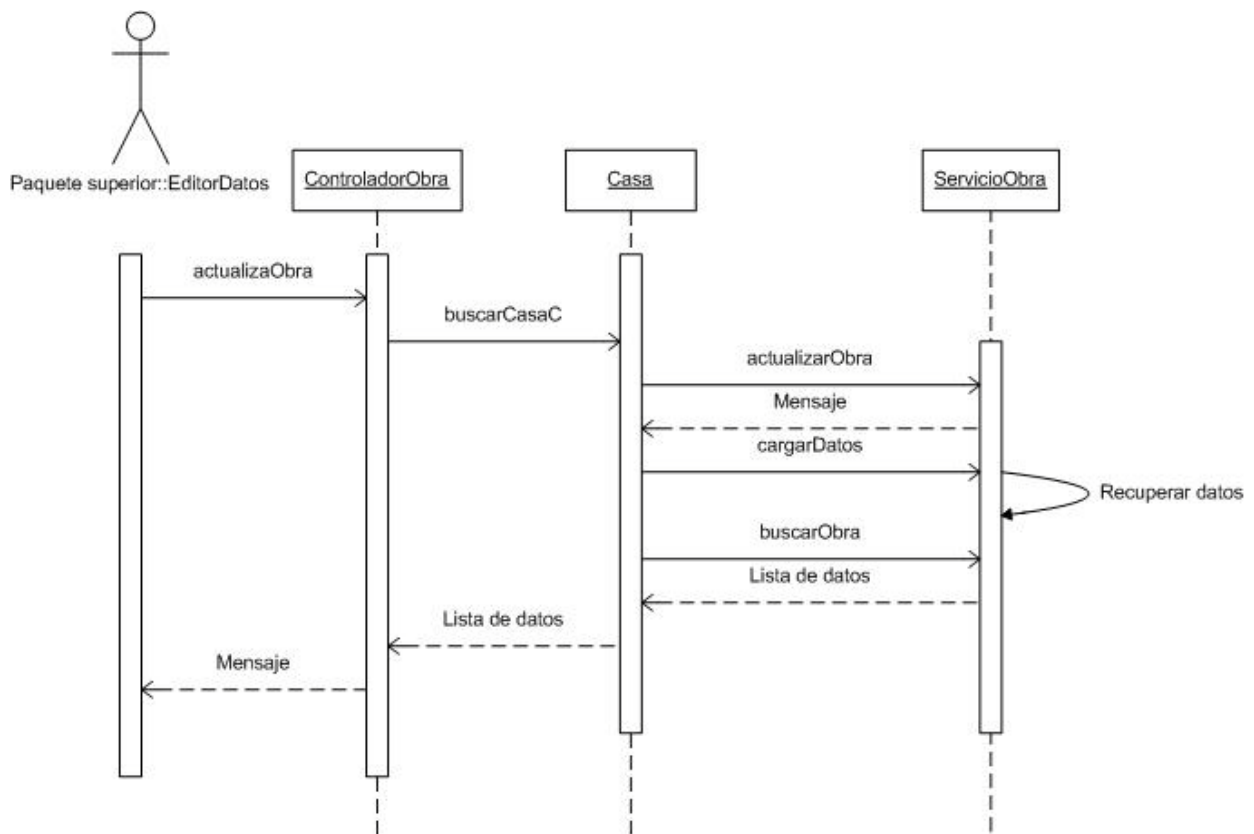 Paquete superior::EditorDatos
ControladorObra
Casa
ServicioObra
actualizaObra
buscarCasaC
actualizarObra
Mensaje
cargarDatos
Recuperar datos
buscarObra
Lista de datos
Lista de datos
Mensaje